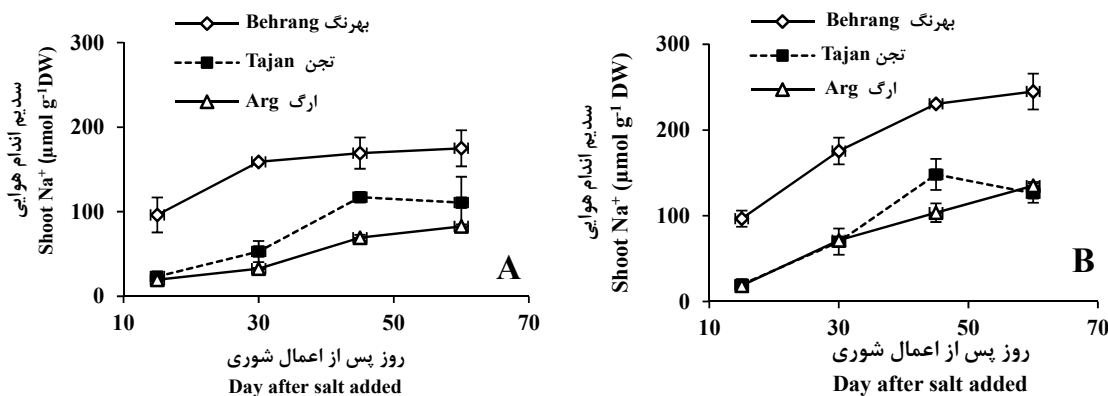 Behrang بهرنگ
Tajan تجن
Arg ارگ
300
200
100
0
10
30
50
70
سدیم اندام هوایی
Shoot Na⁺ (µmol g⁻¹DW)
A
روز پس از اعمال شوری
Day after salt added
Behrang بهرنگ
Tajan تجن
Arg ارگ
300
200
100
0
10
30
50
70
سدیم اندام هوایی
Shoot Na⁺ (µmol g⁻¹ DW)
B
روز پس از اعمال شوری
Day after salt added